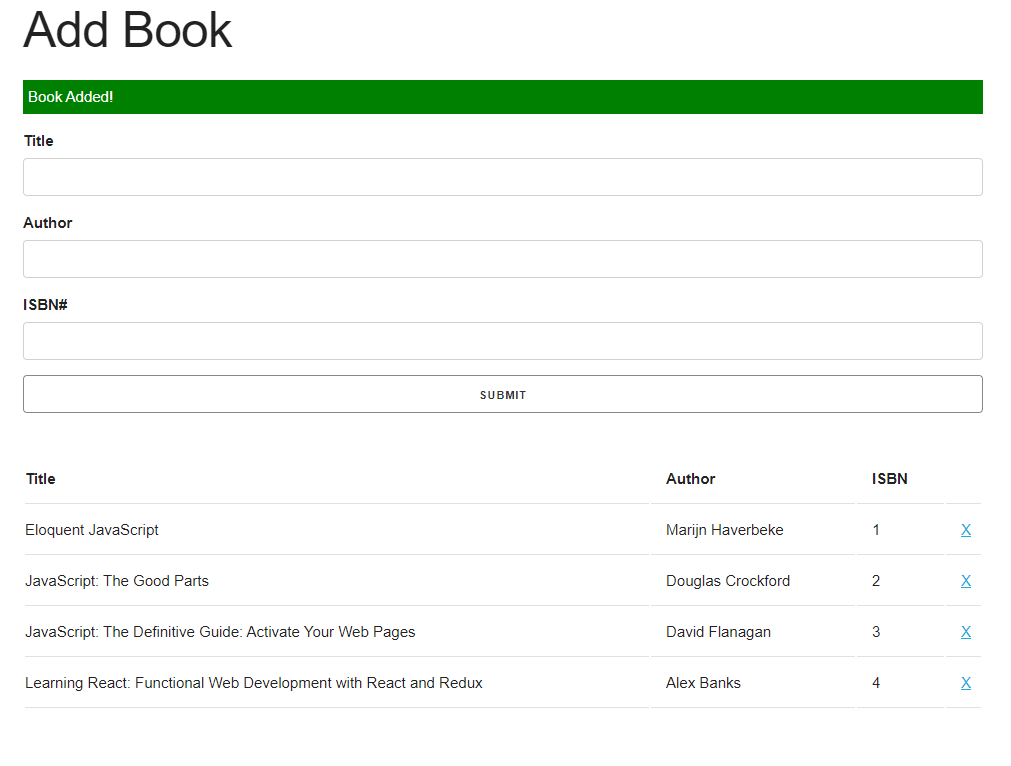 Add Book
Book Added!
Title
Author
ISBN#
SUBMIT
Title Author ISBN
Eloquent JavaScript Marijn Haverbeke 1 X
JavaScript: The Good Parts Douglas Crockford 2 X
JavaScript: The Definitive Guide: Activate Your Web Pages David Flanagan 3 X
Learning React: Functional Web Development with React and Redux Alex Banks 4 X